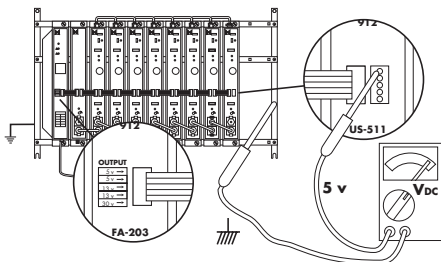 912
US-511
912
OUTPUT
5 v →
5 v →
13 v →
13 v →
30 v →
FA-203
5 v
VDC